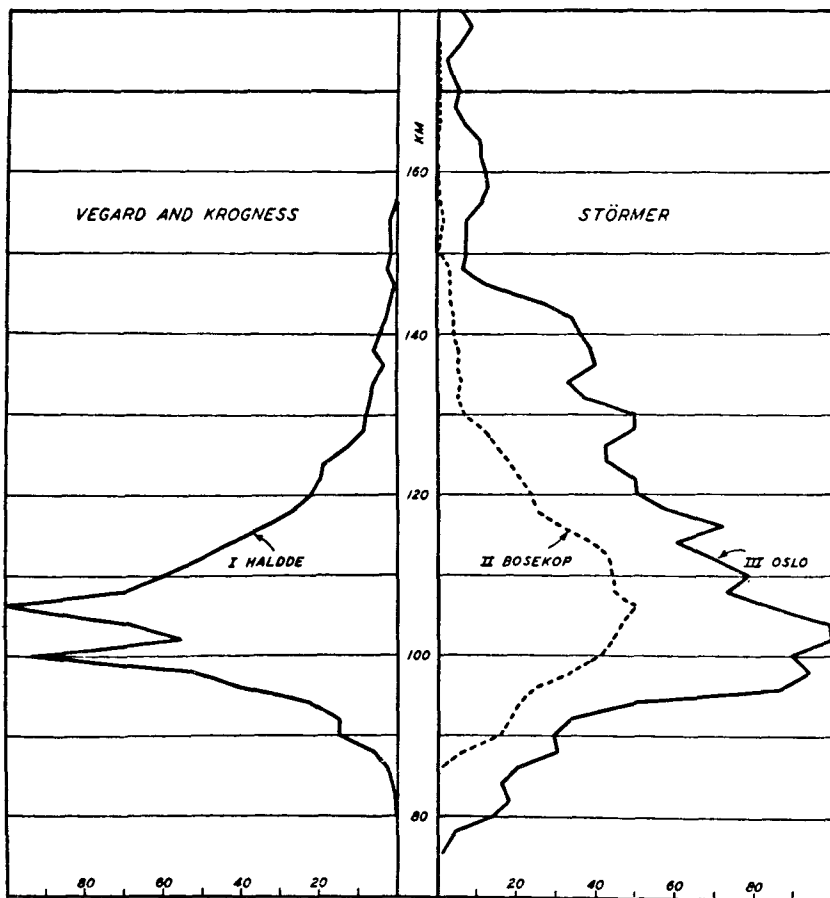 KM
160
VEGARD AND KROGNESS
STÖRMER
140
120
I HALDDE
II BOSEKOP
III OSLO
100
80
80 60 40 20
20 40 60 80